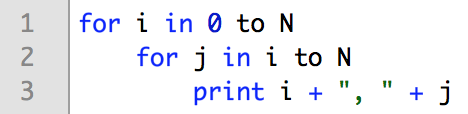 1 for i in 0 to N
2     for j in i to N
3         print i + ", " + j